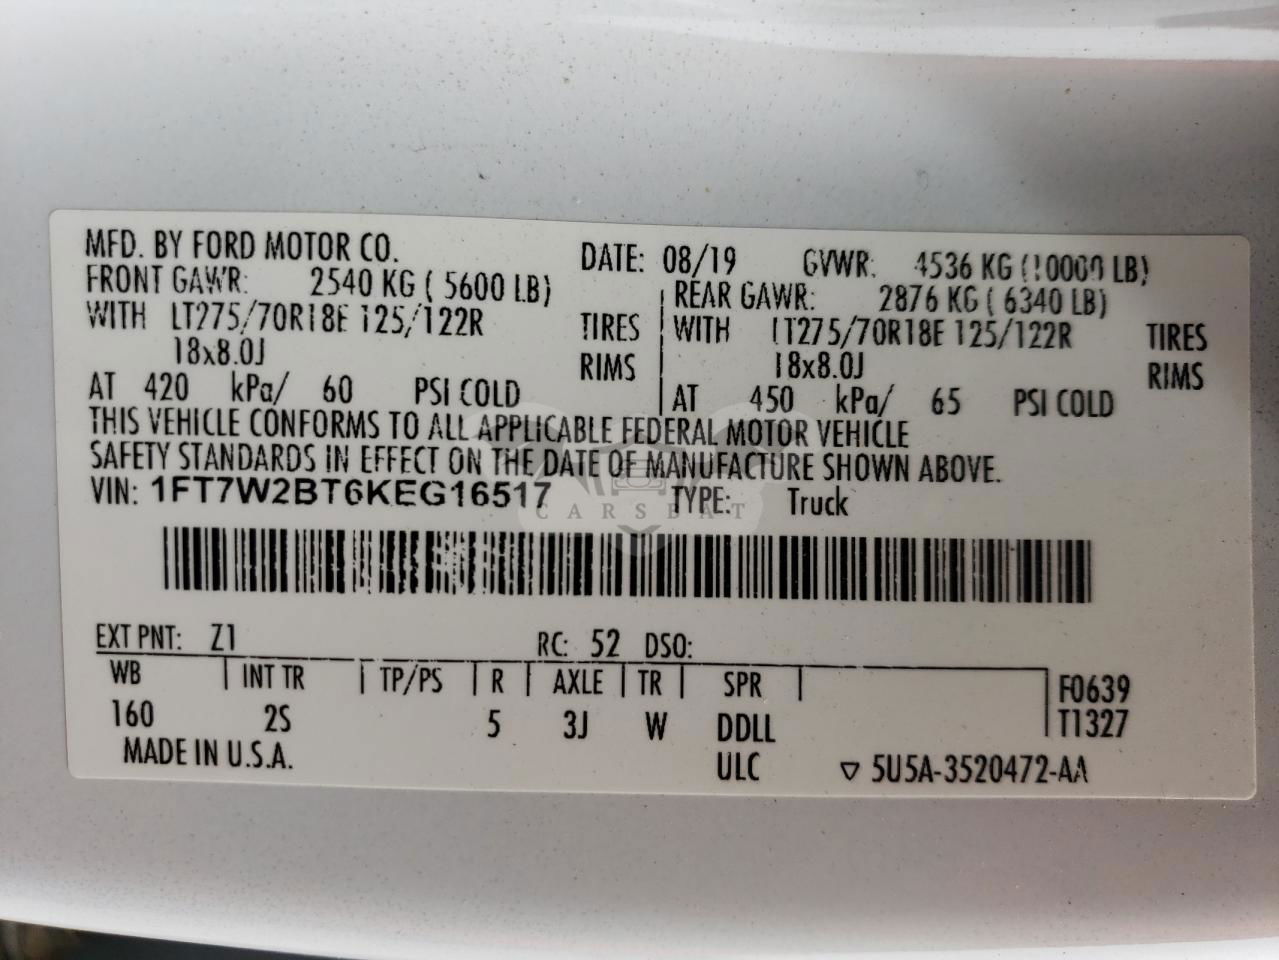 MFD. BY FORD MOTOR CO. DATE: 08/19 GVWR: 4536 KG (10000 LB)
FRONT GAWR: 2540 KG ( 5600 LB) REAR GAWR: 2876 KG ( 6340 LB)
WITH LT275/70R18E 125/122R TIRES WITH LT275/70R18E 125/122R TIRES
18x8.0J RIMS 18x8.0J RIMS
AT 420 kPa/ 60 PSI COLD AT 450 kPa/ 65 PSI COLD
THIS VEHICLE CONFORMS TO ALL APPLICABLE FEDERAL MOTOR VEHICLE
SAFETY STANDARDS IN EFFECT ON THE DATE OF MANUFACTURE SHOWN ABOVE.
VIN: 1FT7W2BT6KEG16517 TYPE: Truck
CARSBAT
EXT PNT: Z1 RC: 52 DSO:
WB INT TR TP/PS R AXLE TR SPR F0639
160 2S 5 3J W DDLL T1327
MADE IN U.S.A. ULC ▽ 5U5A-3520472-AA